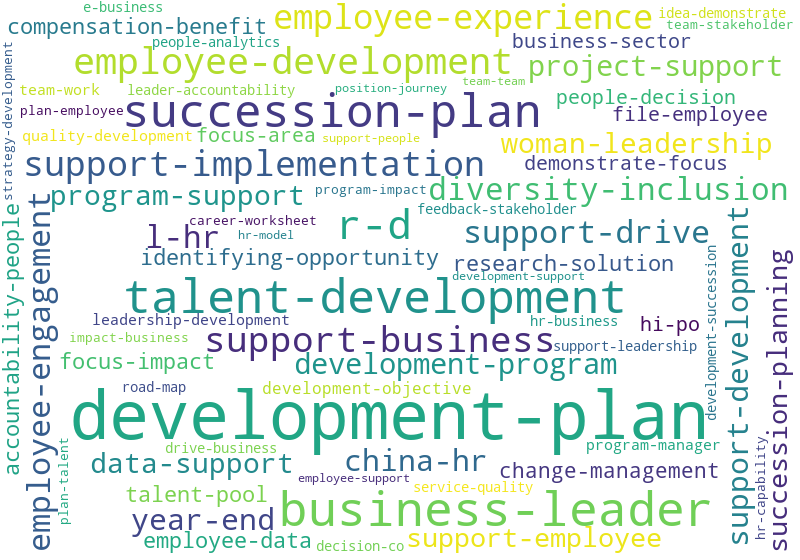 e-business
employee-experience
idea-demonstrate
team-stakeholder
compensation-benefit
people-analytics
business-sector
employee-development
project-support
team-work
leader-accountability
position-journey
team-team
people-decision
plan-employee
succession-plan
file-employee
strategy-development
quality-development
focus-area
support-people
woman-leadership
support-implementation
demonstrate-focus
program-support
program-impact
diversity-inclusion
career-worksheet
feedback-stakeholder
l-hr
hr-model
r-d
support-drive
identifying-opportunity
research-solution
development-support
talent-development
leadership-development
hr-business
hi-po
impact-business
support-business
support-leadership
focus-impact
development-program
road-map
development-objective
development-plan
accountability-people
employee-engagement
development-succession
support-development
succession-planning
drive-business
program-manager
data-support
china-hr
change-management
employee-support
plan-talent
talent-pool
service-quality
hr-capability
year-end
business-leader
employee-data
decision-co
support-employee